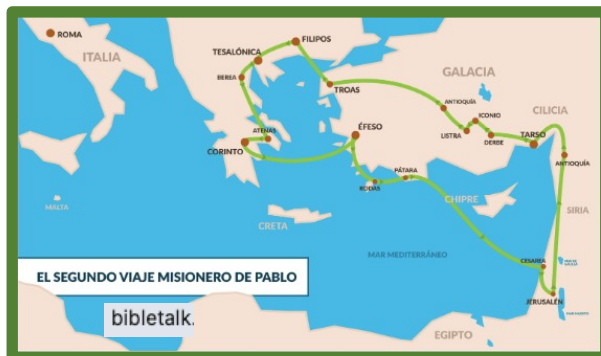 ROMA
ITALIA
TESALÓNICA
FILIPOS
BEREA
TROAS
GALACIA
ANTIOQUÍA
ICONIO
LISTRA
DERBE
CILICIA
TARSO
ATENAS
CORINTO
ÉFESO
ANTIOQUÍA
RODAS
PÁTARA
CHIPRE
SIRIA
MALTA
CRETA
MAR MEDITERRÁNEO
CESAREA
JERUSALÉN
EL SEGUNDO VIAJE MISIONERO DE PABLO
bibletalk.
EGIPTO